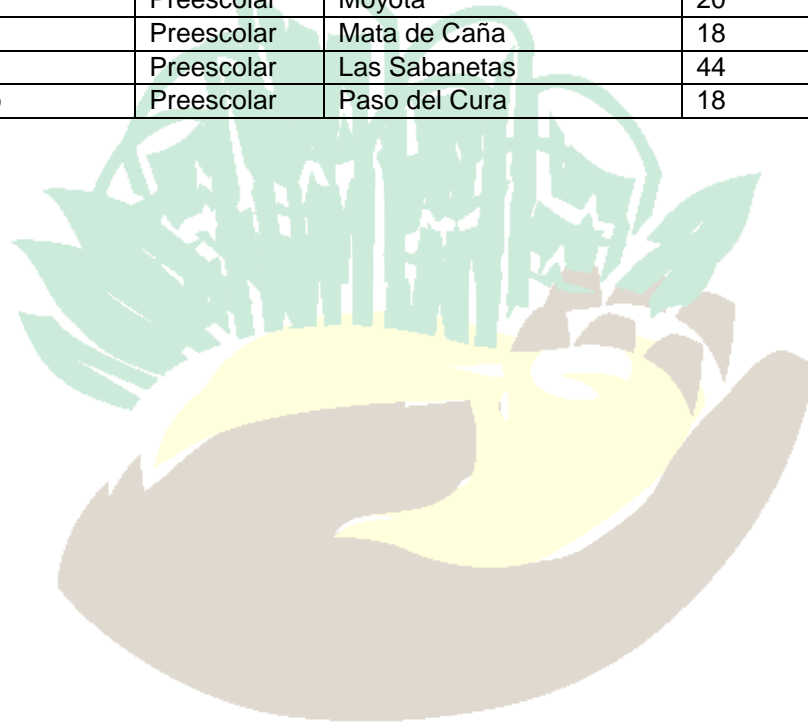 Preescolar Moyota 20
Preescolar Mata de Caña 18
Preescolar Las Sabanetas 44
Preescolar Paso del Cura 18